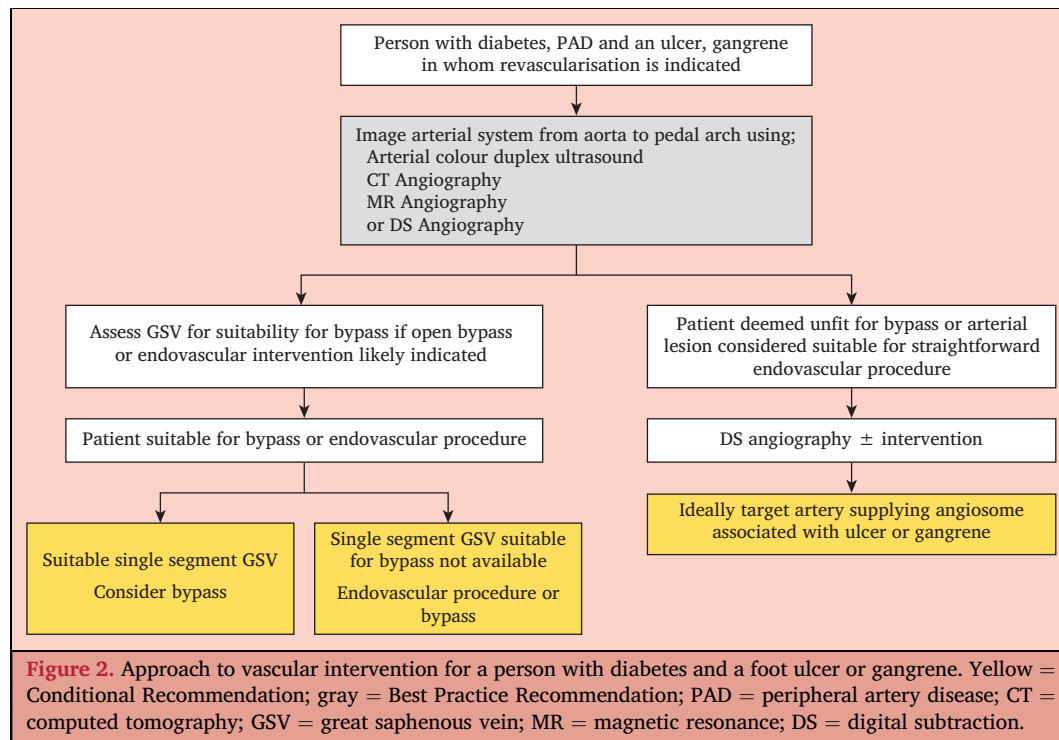 Person with diabetes, PAD and an ulcer, gangrene
in whom revascularisation is indicated
Image arterial system from aorta to pedal arch using;
Arterial colour duplex ultrasound
CT Angiography
MR Angiography
or DS Angiography
Assess GSV for suitability for bypass if open bypass
or endovascular intervention likely indicated
Patient deemed unfit for bypass or arterial
lesion considered suitable for straightforward
endovascular procedure
Patient suitable for bypass or endovascular procedure
DS angiography ± intervention
Suitable single segment GSV
Consider bypass
Single segment GSV suitable
for bypass not available
Endovascular procedure or
bypass
Ideally target artery supplying angiosome
associated with ulcer or gangrene
Figure 2. Approach to vascular intervention for a person with diabetes and a foot ulcer or gangrene. Yellow =
Conditional Recommendation; gray = Best Practice Recommendation; PAD = peripheral artery disease; CT =
computed tomography; GSV = great saphenous vein; MR = magnetic resonance; DS = digital subtraction.